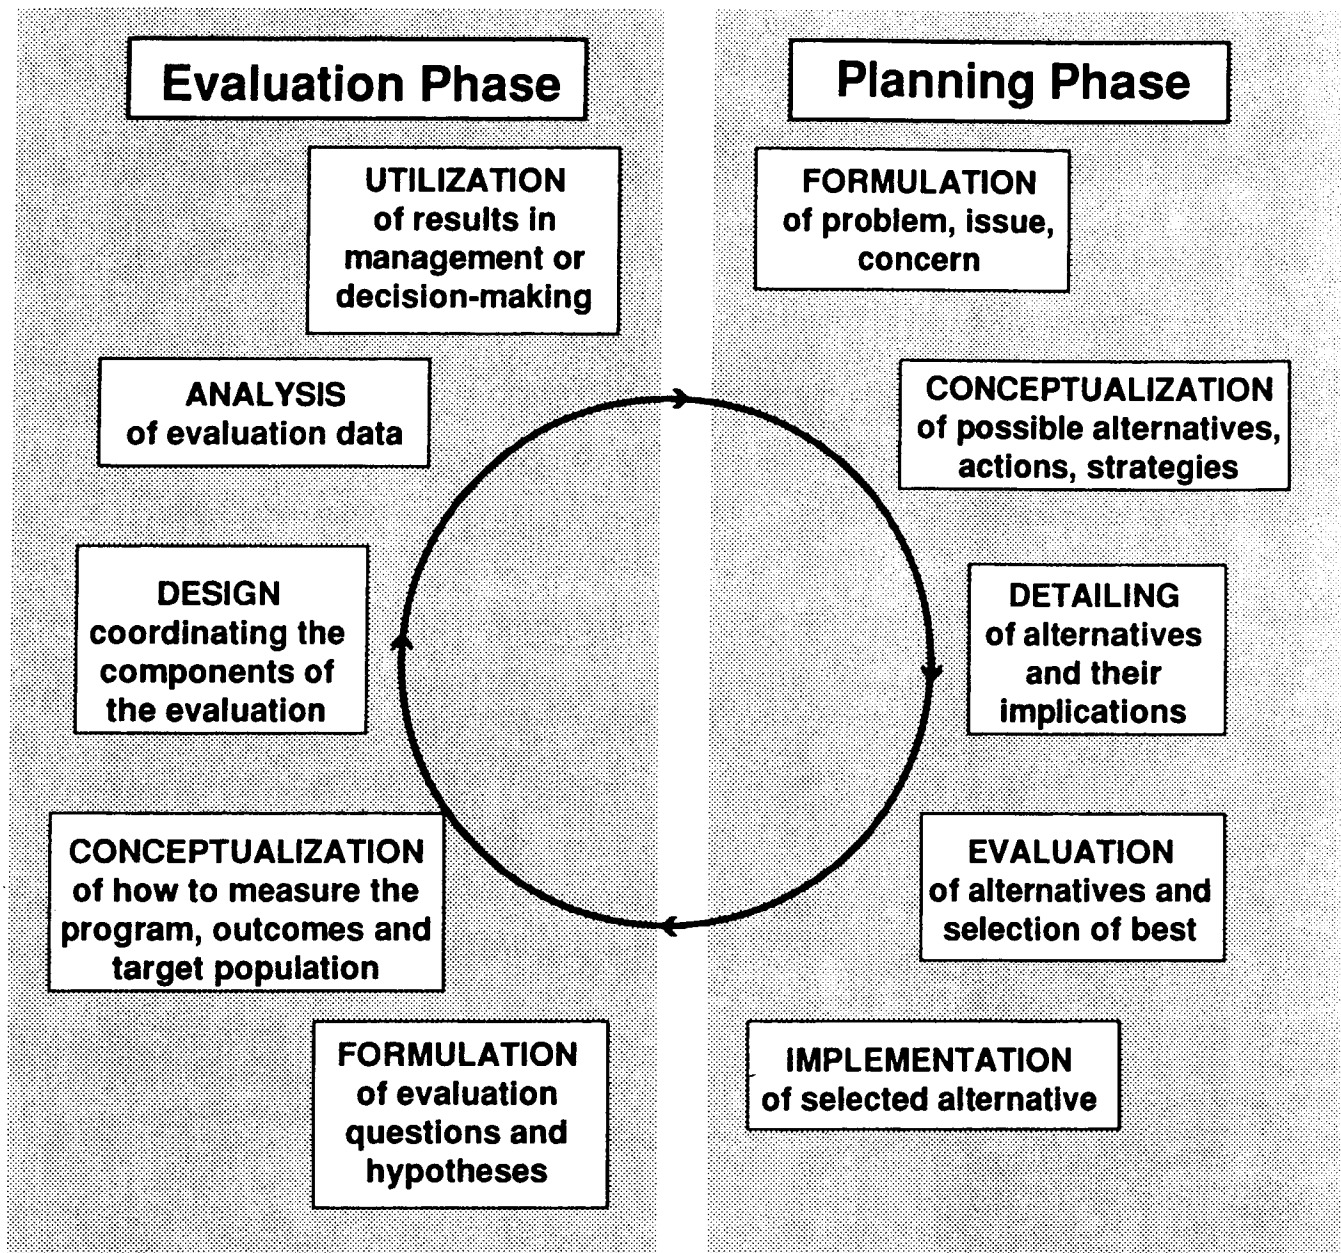 Evaluation Phase
UTILIZATION
of results in
management or
decision-making
ANALYSIS
of evaluation data
DESIGN
coordinating the
components of
the evaluation
CONCEPTUALIZATION
of how to measure the
program, outcomes and
target population
FORMULATION
of evaluation
questions and
hypotheses
Planning Phase
FORMULATION
of problem, issue,
concern
CONCEPTUALIZATION
of possible alternatives,
actions, strategies
DETAILING
of alternatives
and their
implications
EVALUATION
of alternatives and
selection of best
IMPLEMENTATION
of selected alternative